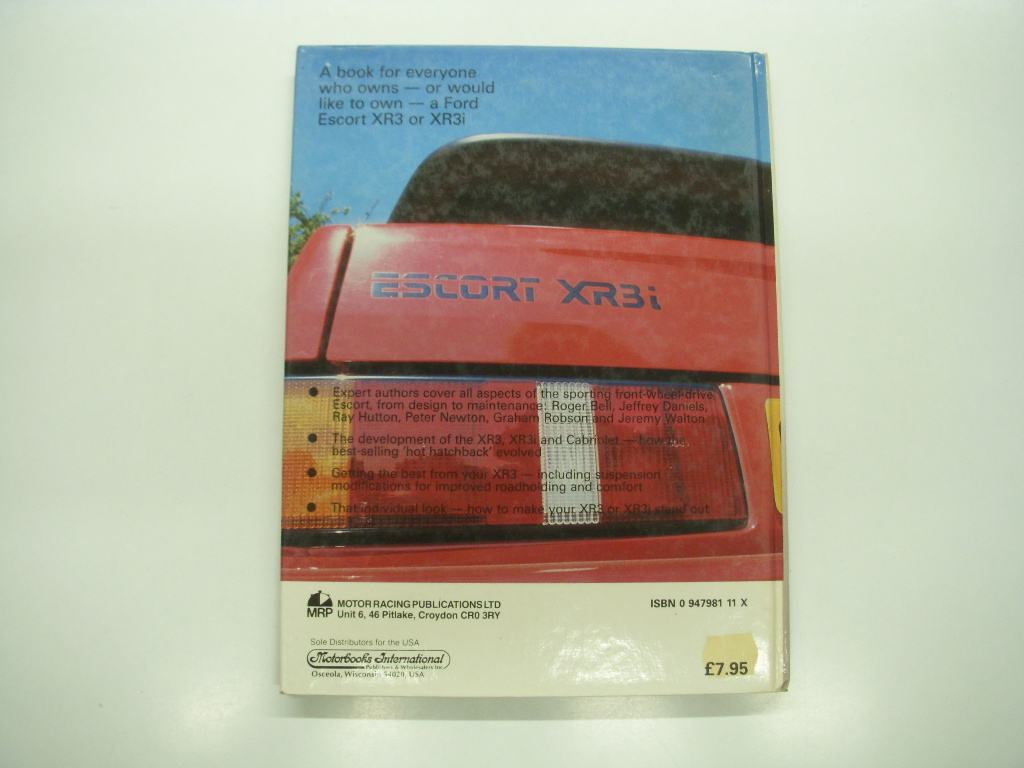 A book for everyone
who owns — or would
like to own — a Ford
Escort XR3 or XR3i
ESCORT XR3i
● Expert authors cover all aspects of the sporting front-wheel-drive
Escort, from design to maintenance: Roger Bell, Jeffrey Daniels,
Ray Hutton, Peter Newton, Graham Robson and Jeremy Walton
● The development of the XR3, XR3i and Cabriolet — how the
best-selling 'hot hatchback' evolved
● Getting the best from your XR3 — including suspension
modifications for improved roadholding and comfort
● That individual look — how to make your XR3 or XR3i stand out
MRP
MOTOR RACING PUBLICATIONS LTD
Unit 6, 46 Pitlake, Croydon CR0 3RY
ISBN 0 947981 11 X
Sole Distributors for the USA
Motorbooks International
Publishers & Wholesalers Inc.
Osceola, Wisconsin 54020, USA
£7.95